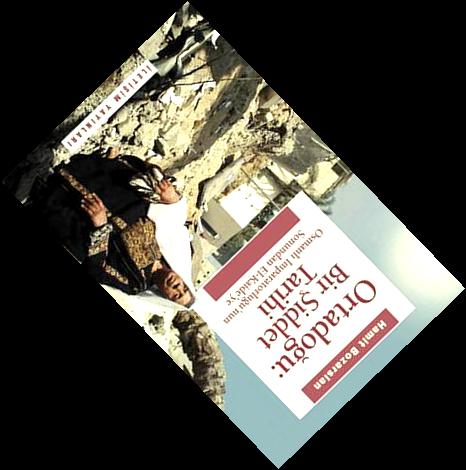 Hamit Bozarslan
Ortadoğu:
Bir Şiddet
Tarihi
Osmanlı İmparatorluğu'nun
Sonundan El-Kaide'ye
İLETİŞİM YAYINLARI